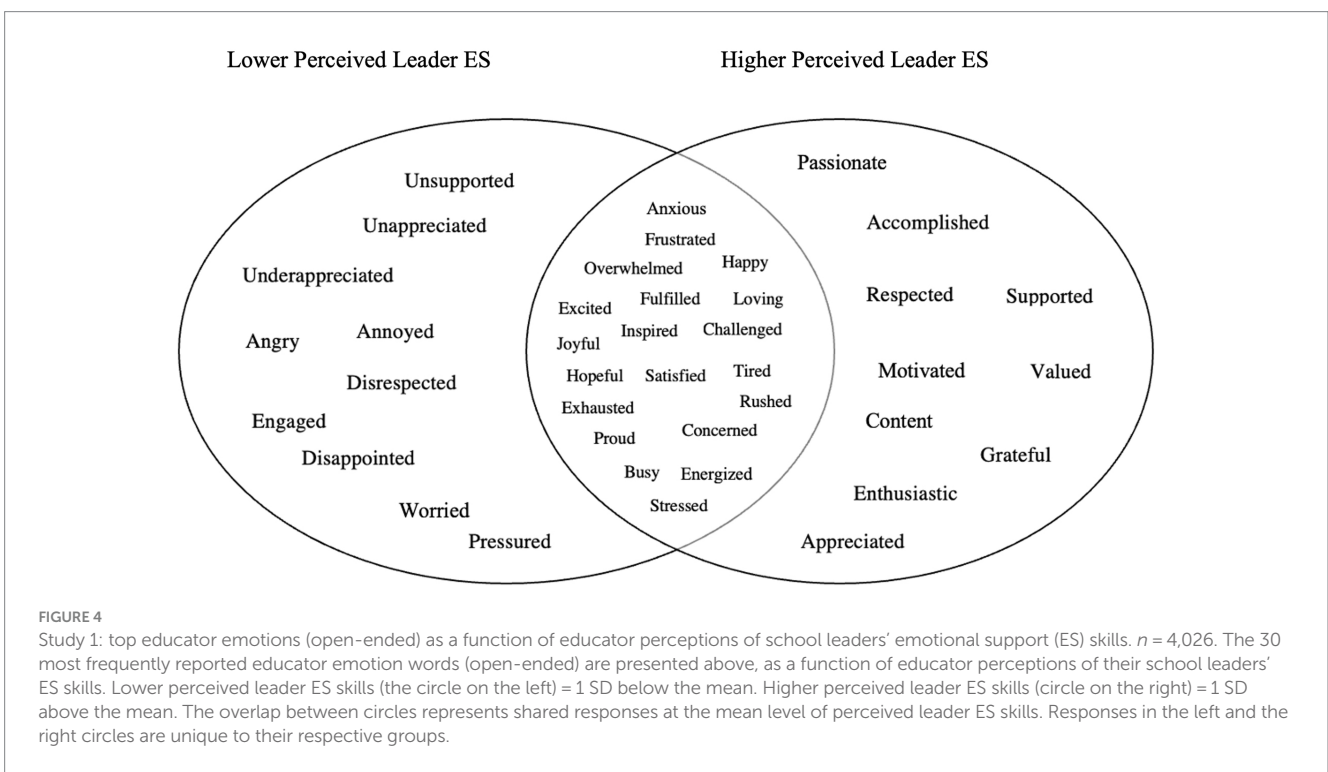 Lower Perceived Leader ES
Higher Perceived Leader ES
Unsupported
Unappreciated
Underappreciated
Angry
Annoyed
Disrespected
Engaged
Disappointed
Worried
Pressured
Anxious
Frustrated
Overwhelmed
Happy
Excited
Fulfilled
Loving
Joyful
Inspired
Challenged
Hopeful
Satisfied
Tired
Exhausted
Rushed
Proud
Concerned
Busy
Energized
Stressed
Passionate
Accomplished
Respected
Supported
Motivated
Valued
Content
Grateful
Enthusiastic
Appreciated
FIGURE 4
Study 1: top educator emotions (open-ended) as a function of educator perceptions of school leaders’ emotional support (ES) skills. n = 4,026. The 30
most frequently reported educator emotion words (open-ended) are presented above, as a function of educator perceptions of their school leaders’
ES skills. Lower perceived leader ES skills (the circle on the left) = 1 SD below the mean. Higher perceived leader ES skills (circle on the right) = 1 SD
above the mean. The overlap between circles represents shared responses at the mean level of perceived leader ES skills. Responses in the left and the
right circles are unique to their respective groups.